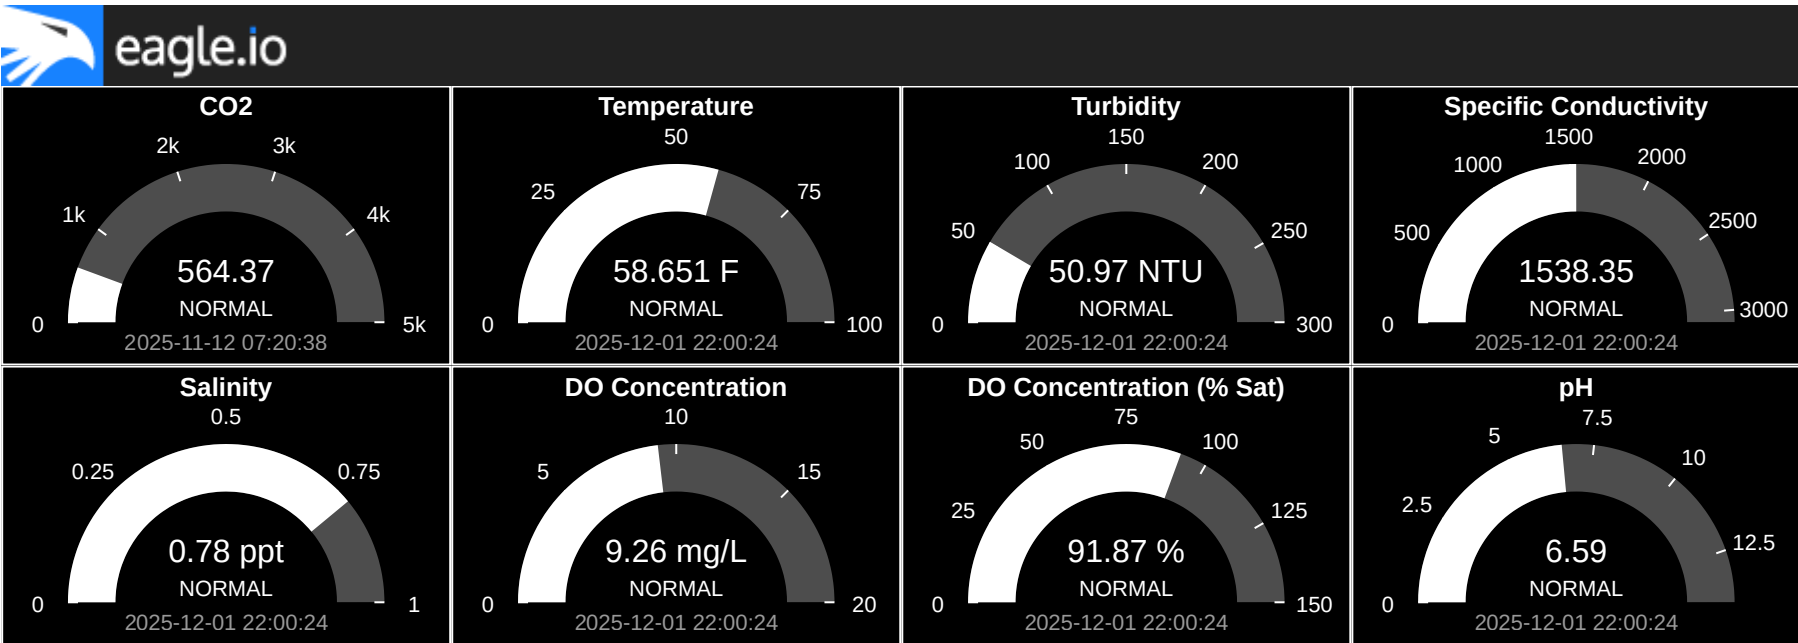 eagle.io
CO2
0
1k
2k
3k
4k
5k
564.37
NORMAL
2025-11-12 07:20:38
Temperature
0
25
50
75
100
58.651 F
NORMAL
2025-12-01 22:00:24
Turbidity
0
50
100
150
200
250
300
50.97 NTU
NORMAL
2025-12-01 22:00:24
Specific Conductivity
0
500
1000
1500
2000
2500
3000
1538.35
NORMAL
2025-12-01 22:00:24
Salinity
0
0.25
0.5
0.75
1
0.78 ppt
NORMAL
2025-12-01 22:00:24
DO Concentration
0
5
10
15
20
9.26 mg/L
NORMAL
2025-12-01 22:00:24
DO Concentration (% Sat)
0
25
50
75
100
125
150
91.87 %
NORMAL
2025-12-01 22:00:24
pH
0
2.5
5
7.5
10
12.5
6.59
NORMAL
2025-12-01 22:00:24